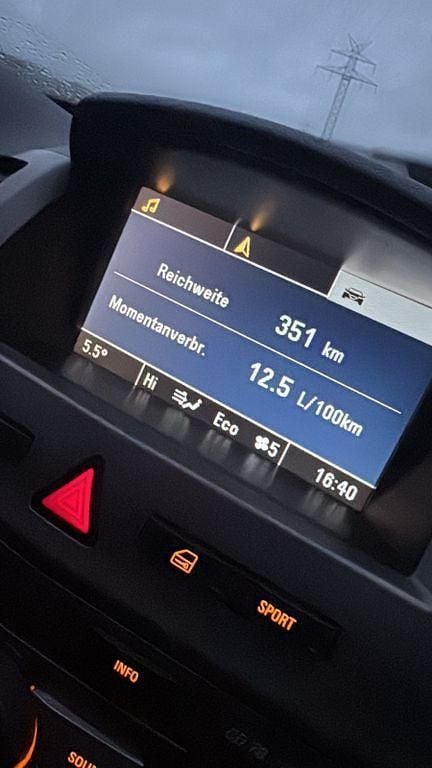 Reichweite
351 km
Momentanverbr.
12.5 L/100km
5.5° Hi Eco 5 16:40
SPORT
INFO